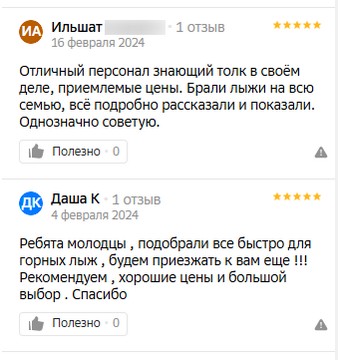 ИА
Ильшат · 1 отзыв
16 февраля 2024
Отличный персонал знающий толк в своём
деле, приемлемые цены. Брали лыжи на всю
семью, всё подробно рассказали и показали.
Однозначно советую.
Полезно · 0
ДК
Даша К · 1 отзыв
4 февраля 2024
Ребята молодцы , подобрали все быстро для
горных лыж , будем приезжать к вам еще !!!
Рекомендуем , хорошие цены и большой
выбор . Спасибо
Полезно · 0